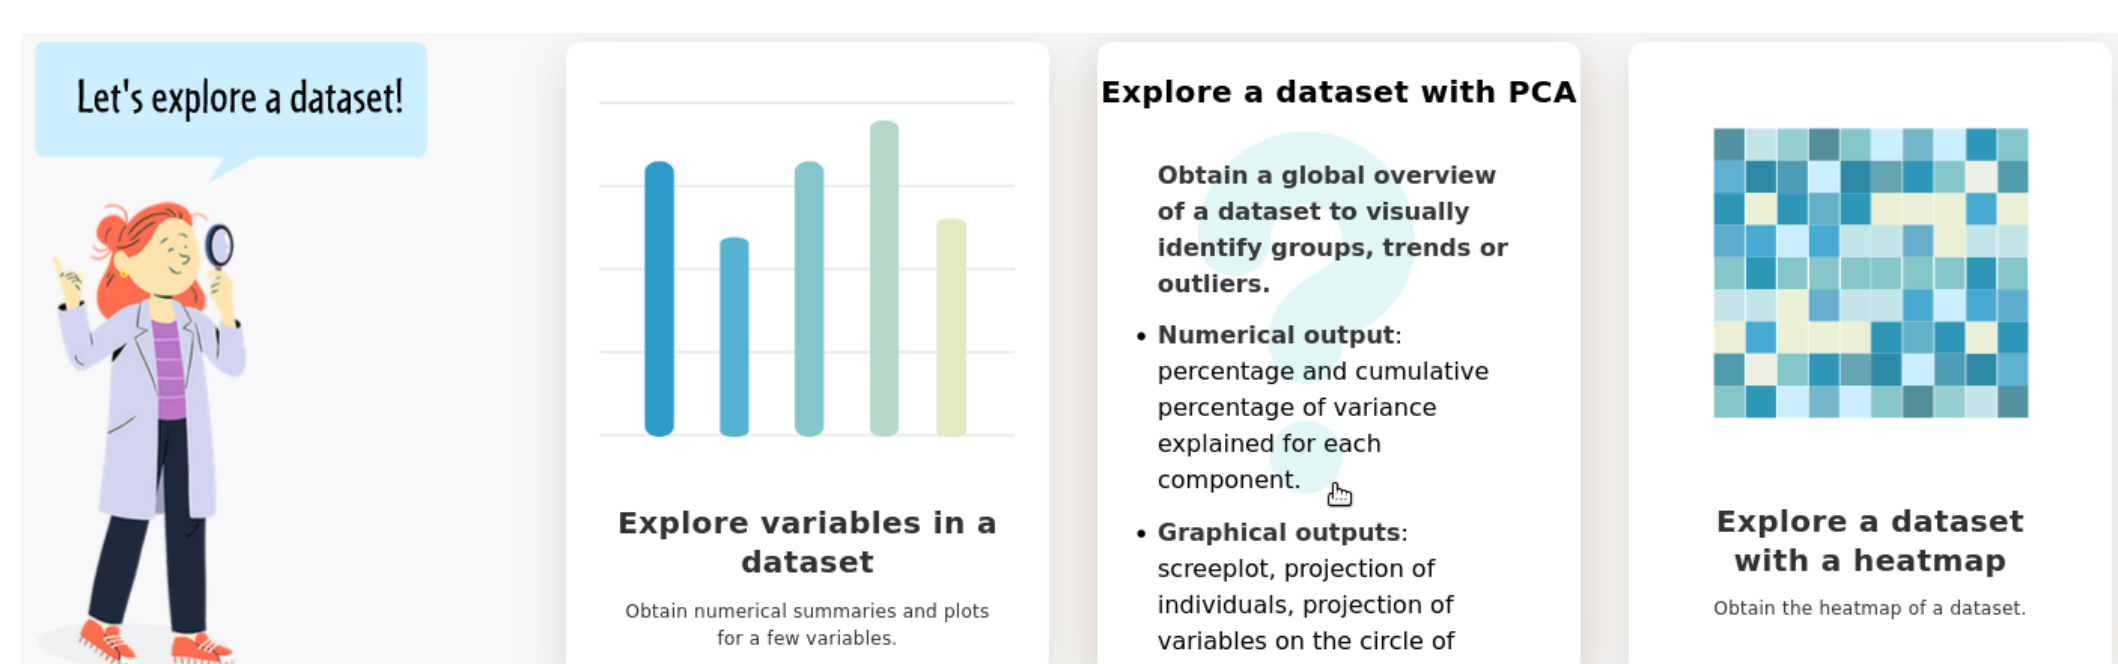 Let's explore a dataset!
Explore variables in a
dataset
Obtain numerical summaries and plots
for a few variables.
Explore a dataset with PCA
Obtain a global overview
of a dataset to visually
identify groups, trends or
outliers.
• Numerical output:
percentage and cumulative
percentage of variance
explained for each
component.
• Graphical outputs:
screeplot, projection of
individuals, projection of
variables on the circle of
Explore a dataset
with a heatmap
Obtain the heatmap of a dataset.